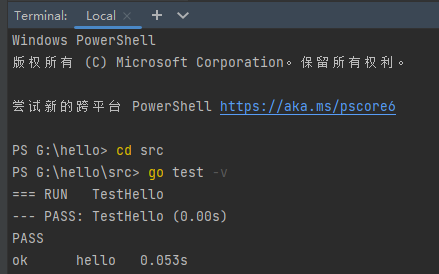 Terminal: Local × + ∨
Windows PowerShell
版权所有 (C) Microsoft Corporation。保留所有权利。
尝试新的跨平台 PowerShell https://aka.ms/pscore6
PS G:\hello> cd src
PS G:\hello\src> go test -v
=== RUN   TestHello
--- PASS: TestHello (0.00s)
PASS
ok      hello   0.053s